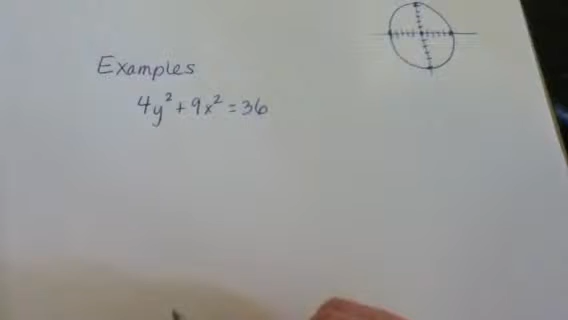 Examples
4y² + 9x² = 36